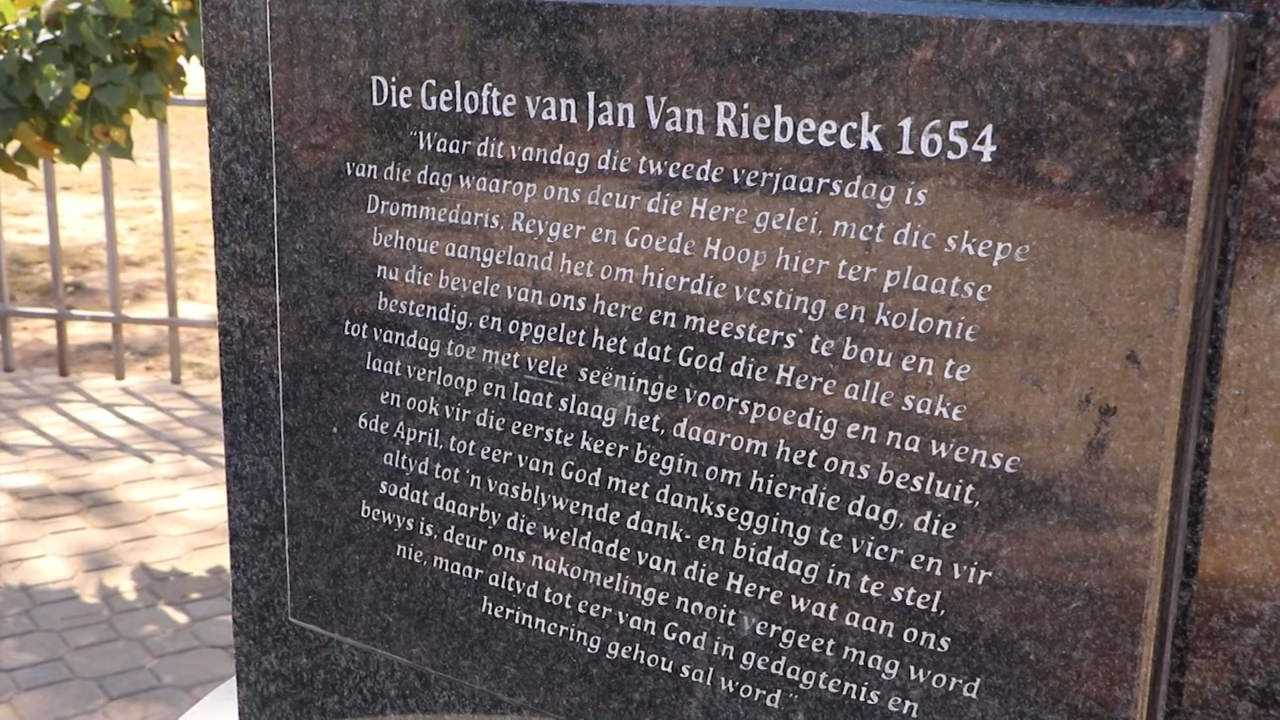 Die Gelofte van Jan Van Riebeeck 1654
"Waar dit vandag die tweede verjaarsdag is
van die dag waarop ons deur die Here gelei, met die skepe
Drommedaris, Reyger en Goede Hoop hier ter plaatse
behoue aangeland het om hierdie vesting en kolonie
na die bevele van ons here en meesters` te bou en te
bestendig, en opgelet het dat God die Here alle sake
tot vandag toe met vele seëninge voorspoedig en na wense
laat verloop en laat slaag het, daarom het ons besluit,
en ook vir die eerste keer begin om hierdie dag, die
6de April, tot eer van God met danksegging te vier en vir
altyd tot 'n vasblywende dank- en biddag in te stel,
sodat daarby die weldade van die Here wat aan ons
bewys is, deur ons nakomelinge nooit vergeet mag word
nie, maar altyd tot eer van God in gedagtenis en
herinnering gehou sal word."